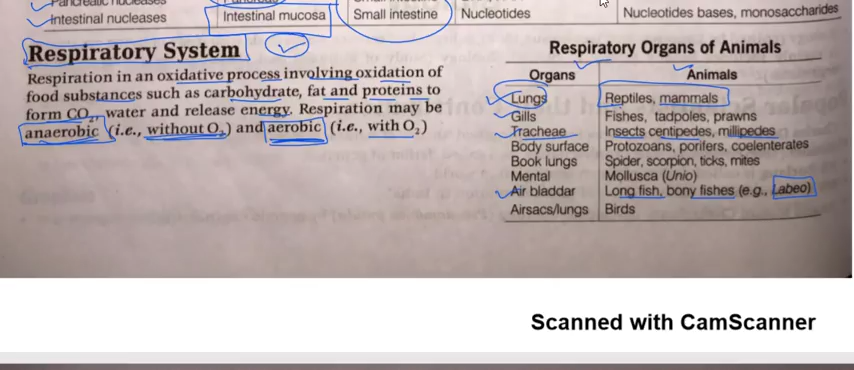 Intestinal nucleases Intestinal mucosa Small intestine Nucleotides Nucleotides bases, monosaccharides
Respiratory System
Respiration in an oxidative process involving oxidation of
food substances such as carbohydrate, fat and proteins to
form CO₂, water and release energy. Respiration may be
anaerobic (i.e., without O₂) and aerobic (i.e., with O₂)
Respiratory Organs of Animals
Organs Animals
Lungs Reptiles, mammals
Gills Fishes, tadpoles, prawns
Tracheae Insects centipedes, millipedes
Body surface Protozoans, porifers, coelenterates
Book lungs Spider, scorpion, ticks, mites
Mental Mollusca (Unio)
Air bladdar Long fish, bony fishes (e.g., Labeo)
Airsacs/lungs Birds
Scanned with CamScanner